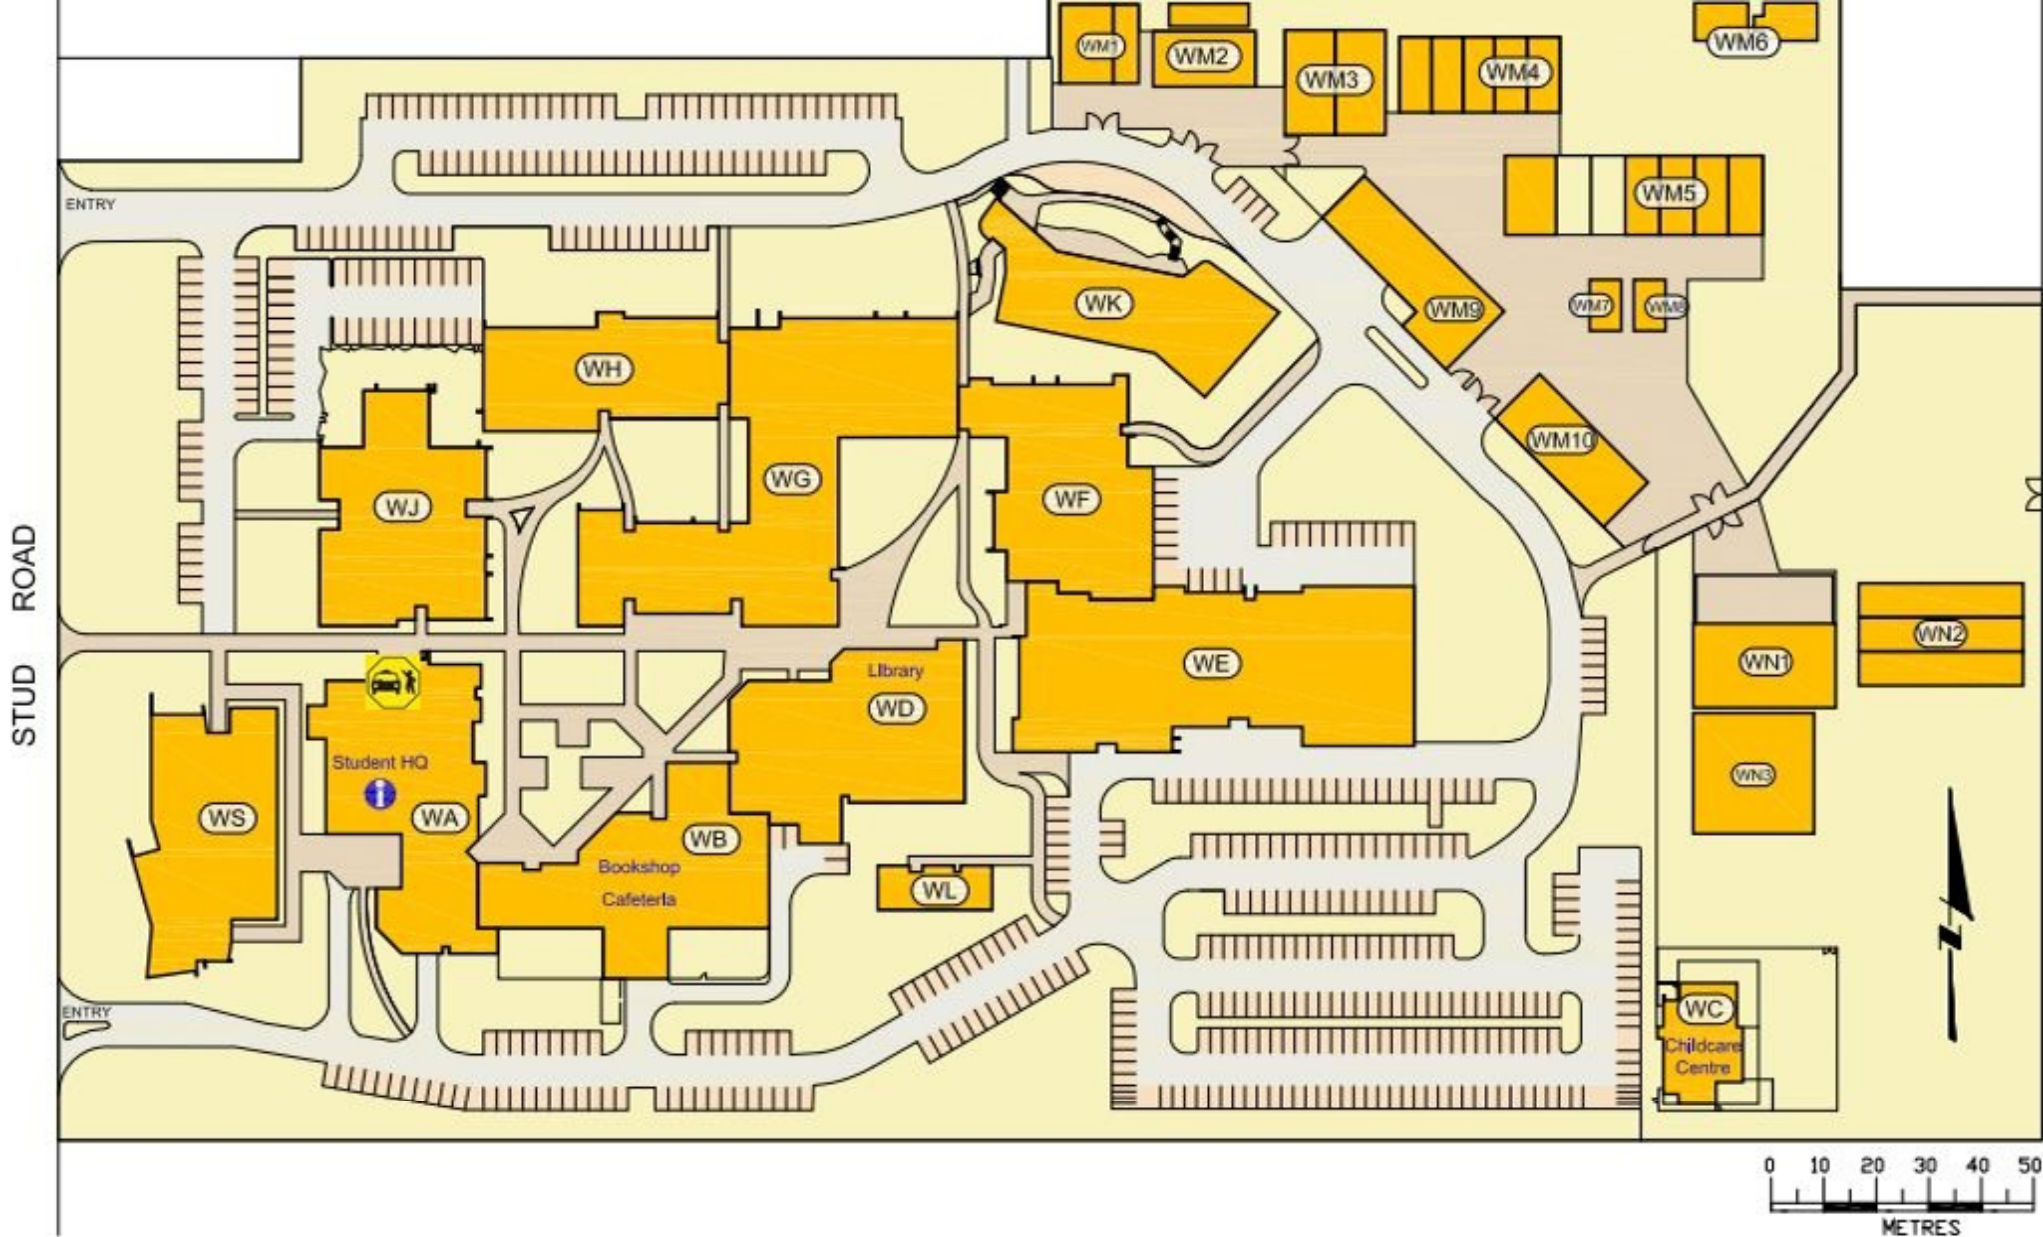 WM1
WM2
WM3
WM4
WM6
WM5
ENTRY
WK
WM7
WM8
WM9
WH
WM10
WG
WJ
WF
STUD ROAD
WN2
WE
WN1
Library
WD
Student HQ
i
WN3
WS
WA
WB
Bookshop
Cafeteria
WL
N
ENTRY
WC
Childcare
Centre
0 10 20 30 40 50
METRES